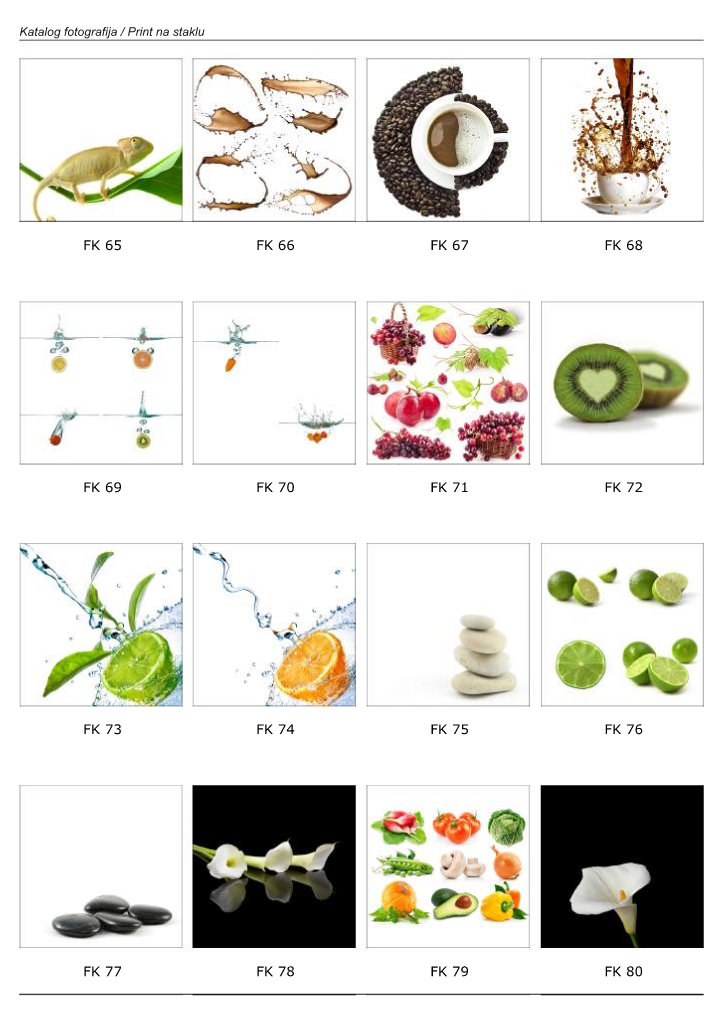 Katalog fotografija / Print na staklu
FK 65
FK 66
FK 67
FK 68
FK 69
FK 70
FK 71
FK 72
FK 73
FK 74
FK 75
FK 76
FK 77
FK 78
FK 79
FK 80